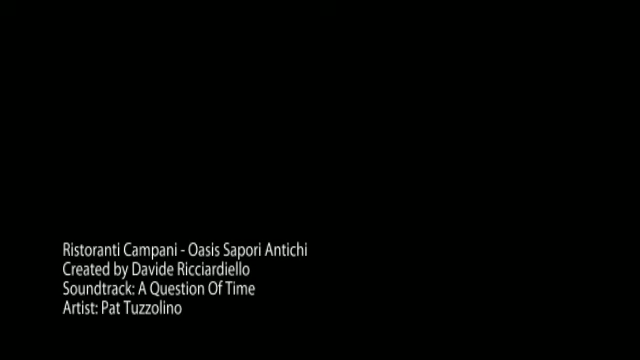 Ristoranti Campani - Oasis Sapori Antichi
Created by Davide Ricciardiello
Soundtrack: A Question Of Time
Artist: Pat Tuzzolino